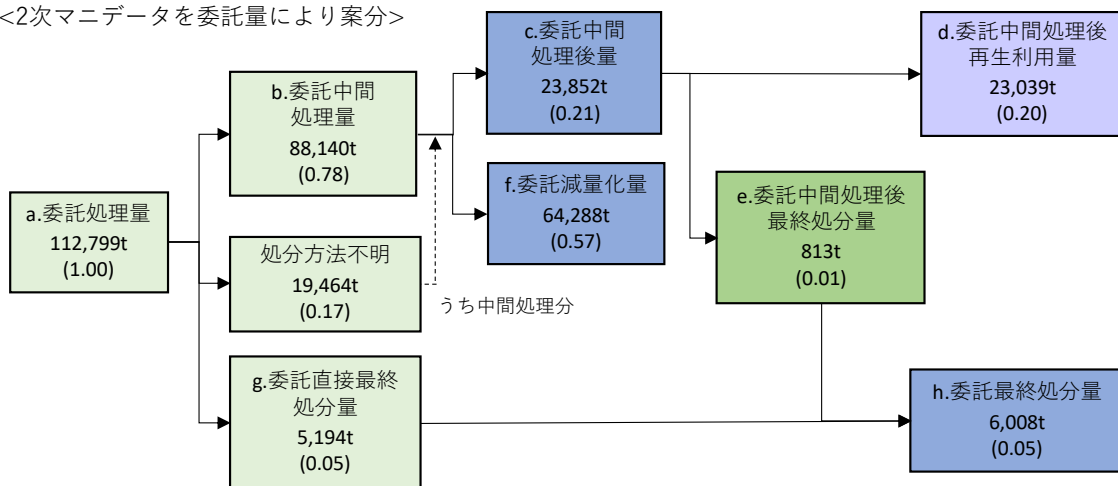 <2次マニデータを委託量により案分>
a.委託処理量
112,799t
(1.00)
b.委託中間
処理量
88,140t
(0.78)
処分方法不明
19,464t
(0.17)
うち中間処理分
g.委託直接最終
処分量
5,194t
(0.05)
c.委託中間
処理後量
23,852t
(0.21)
f.委託減量化量
64,288t
(0.57)
d.委託中間処理後
再生利用量
23,039t
(0.20)
e.委託中間処理後
最終処分量
813t
(0.01)
h.委託最終処分量
6,008t
(0.05)